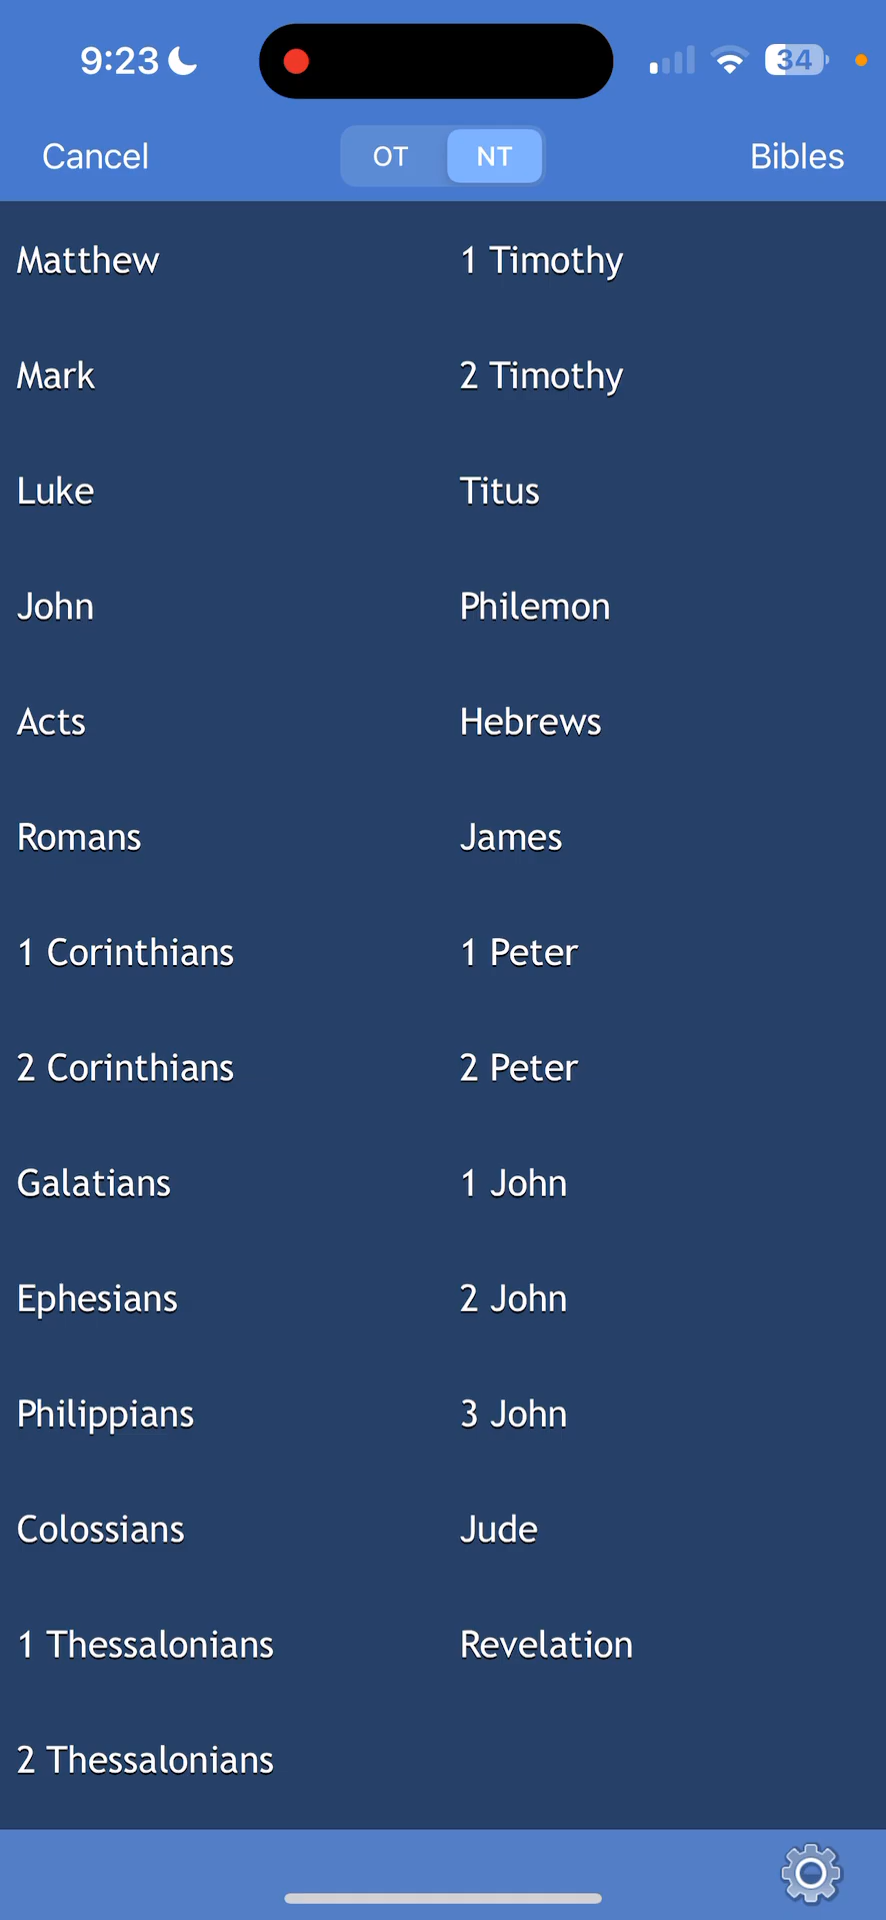 9:23
34
Cancel
OT
NT
Bibles
Matthew
1 Timothy
Mark
2 Timothy
Luke
Titus
John
Philemon
Acts
Hebrews
Romans
James
1 Corinthians
1 Peter
2 Corinthians
2 Peter
Galatians
1 John
Ephesians
2 John
Philippians
3 John
Colossians
Jude
1 Thessalonians
Revelation
2 Thessalonians